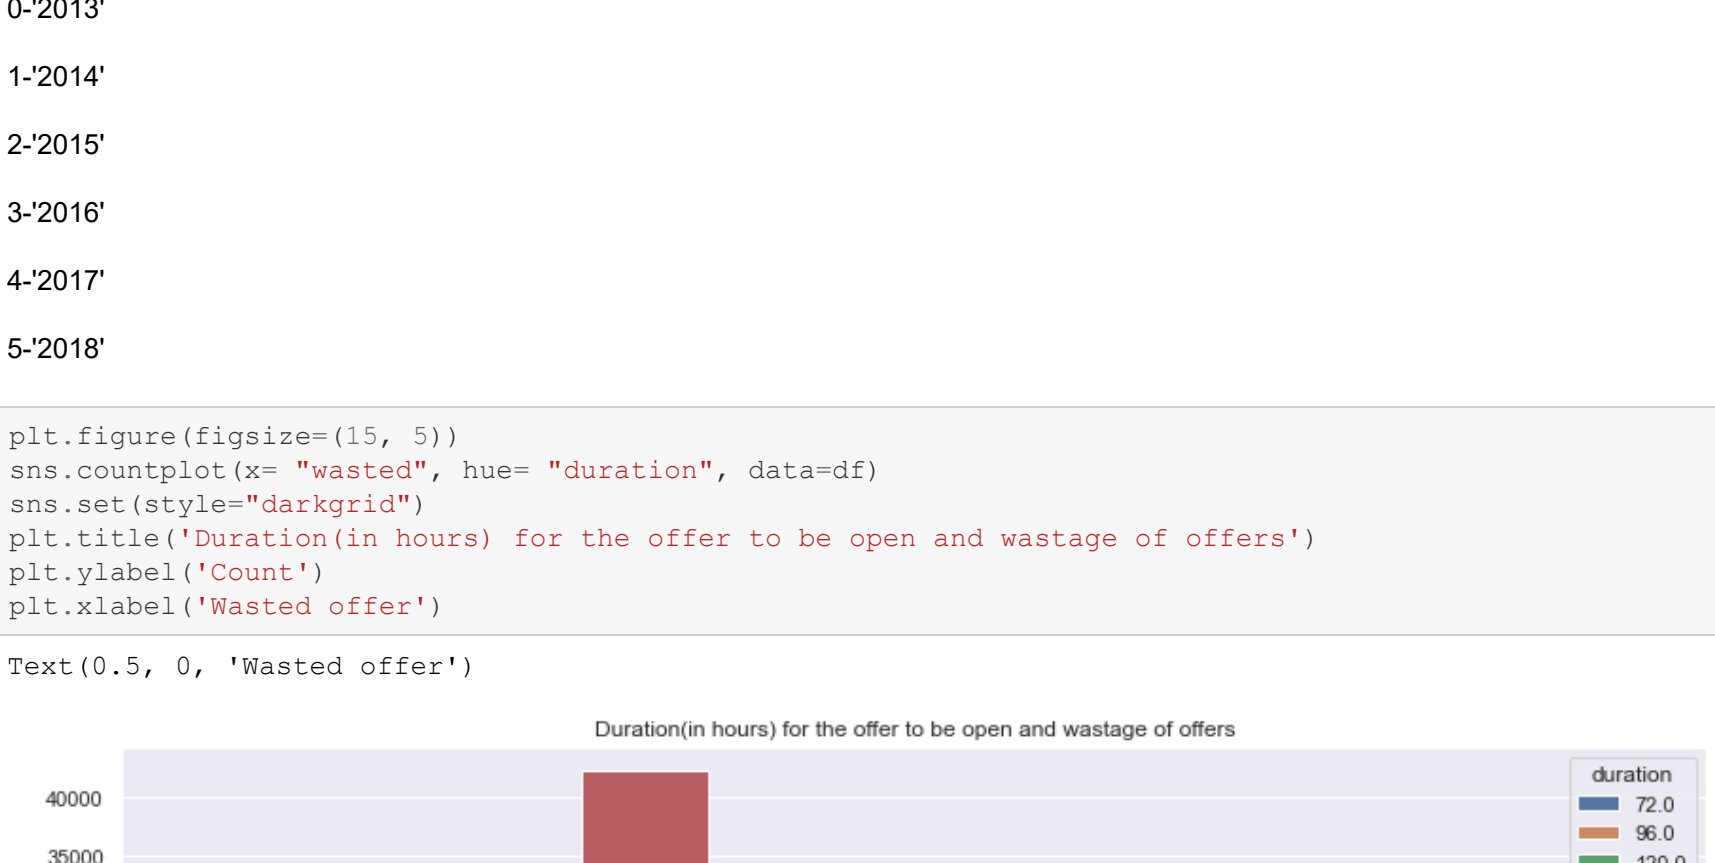 0-'2013'
1-'2014'
2-'2015'
3-'2016'
4-'2017'
5-'2018'
plt.figure(figsize=(15, 5))
sns.countplot(x= "wasted", hue= "duration", data=df)
sns.set(style="darkgrid")
plt.title('Duration(in hours) for the offer to be open and wastage of offers')
plt.ylabel('Count')
plt.xlabel('Wasted offer')
Text(0.5, 0, 'Wasted offer')
Duration(in hours) for the offer to be open and wastage of offers
duration
40000
72.0
96.0
35000
120.0